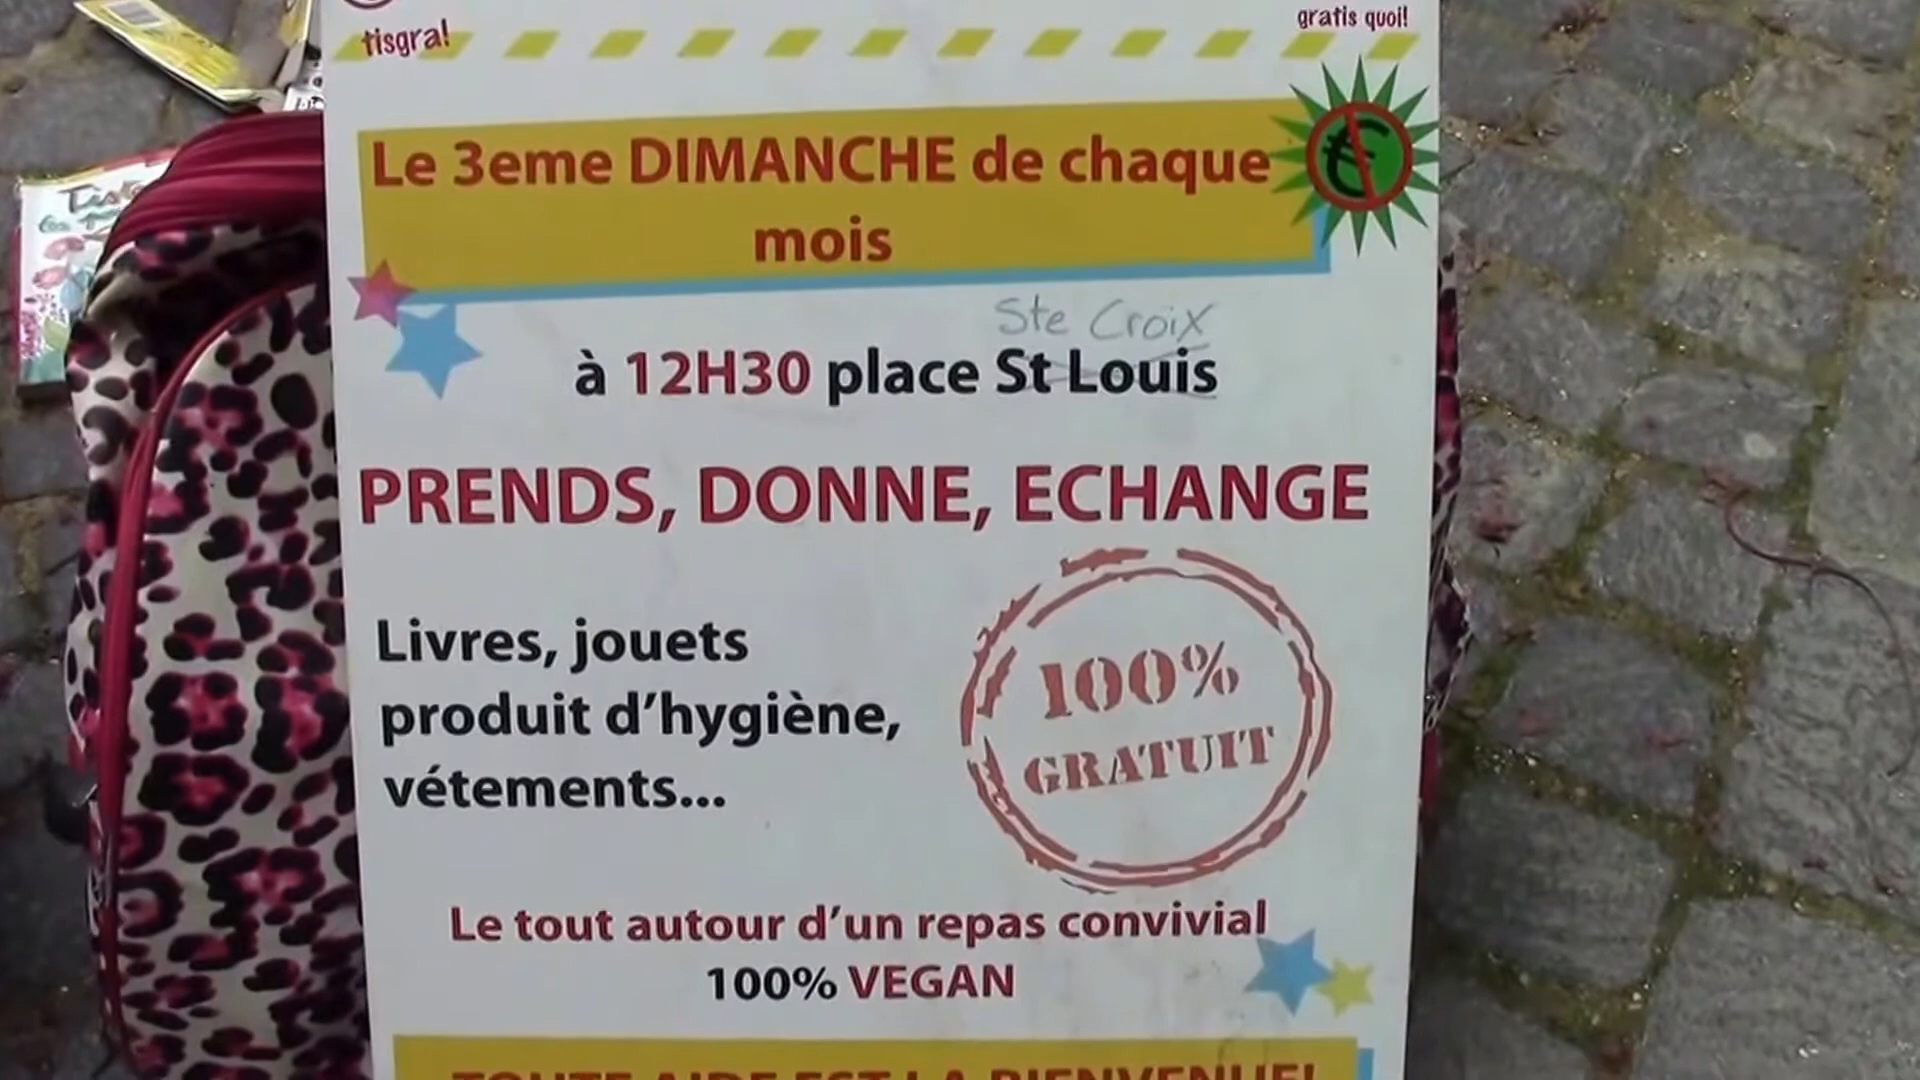 tisgra!
gratis quoi!
Le 3eme DIMANCHE de chaque
mois
Ste Croix
à 12H30 place St Louis
PRENDS, DONNE, ECHANGE
Livres, jouets
produit d'hygiène,
vétements...
100%
GRATUIT
Le tout autour d'un repas convivial
100% VEGAN
TOUTE AIDE EST LA BIENVENUE!